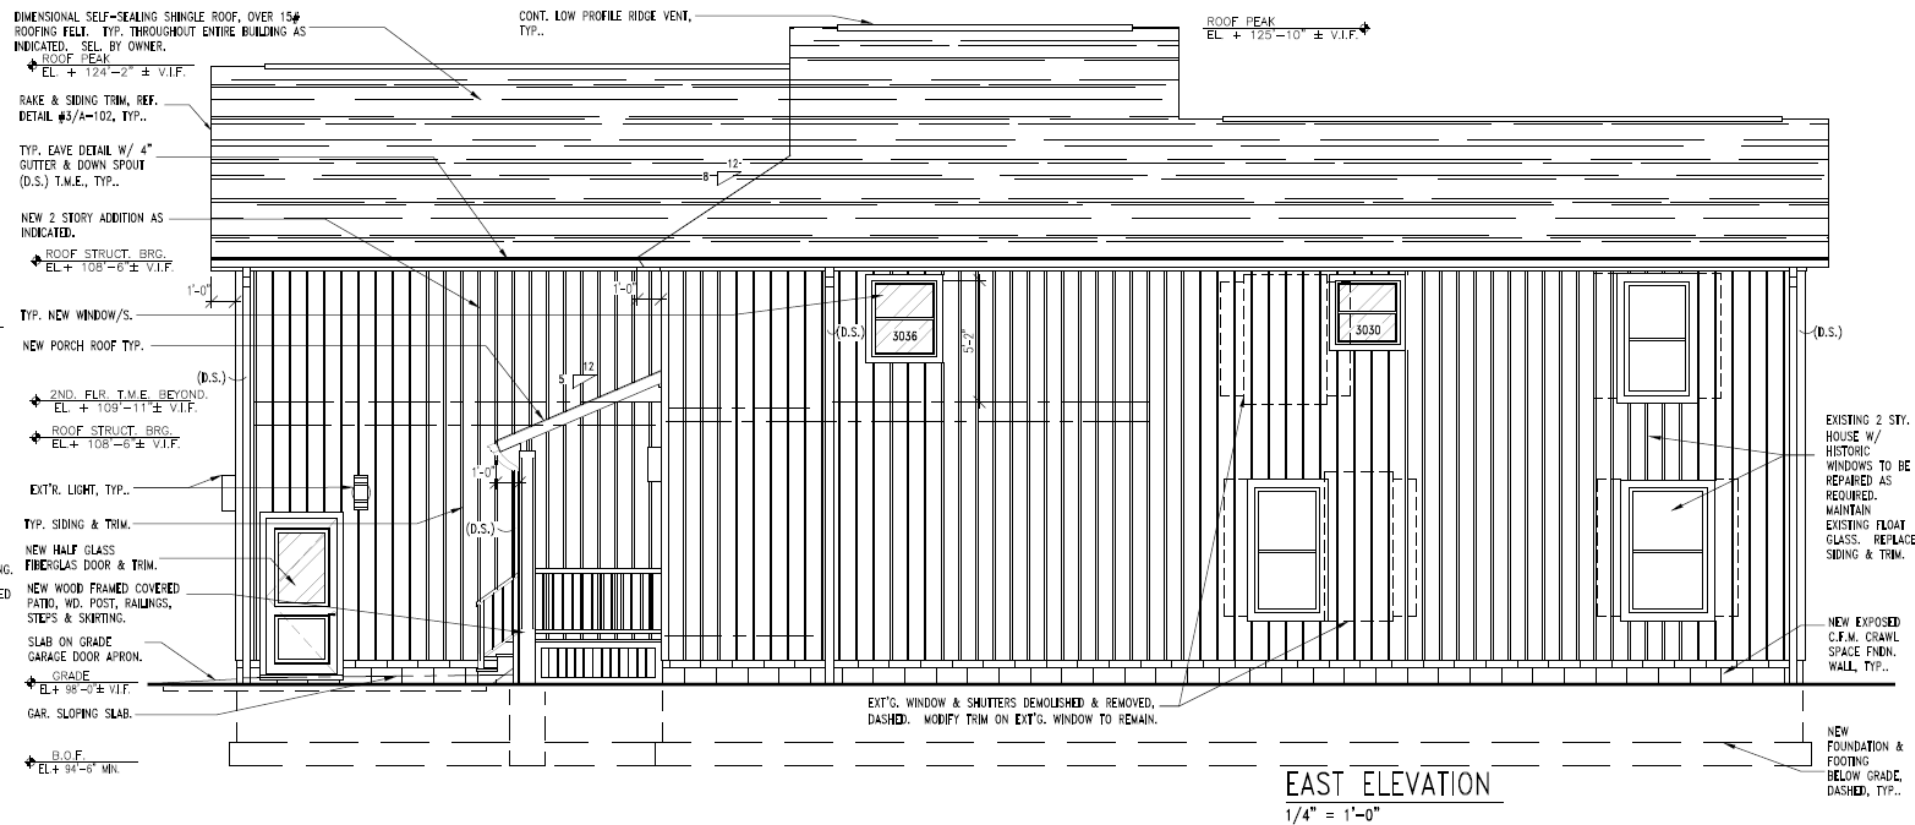 DIMENSIONAL SELF-SEALING SHINGLE ROOF, OVER 15#
ROOFING FELT. TYP. THROUGHOUT ENTIRE BUILDING AS
INDICATED. SEL. BY OWNER.
ROOF PEAK
EL. + 124'-2" ± V.I.F.
RAKE & SIDING TRIM, REF.
DETAIL #3/A-102, TYP..
TYP. EAVE DETAIL W/ 4"
GUTTER & DOWN SPOUT
(D.S.) T.M.E., TYP..
NEW 2 STORY ADDITION AS
INDICATED.
ROOF STRUCT. BRG.
EL.+ 108'-6"± V.I.F.
1'-0"
TYP. NEW WINDOW/S.
NEW PORCH ROOF TYP.
(D.S.)
2ND. FLR. T.M.E. BEYOND.
EL. + 109'-11"± V.I.F.
ROOF STRUCT. BRG.
EL.+ 108'-6"± V.I.F.
EXT'R. LIGHT, TYP..
TYP. SIDING & TRIM.
NEW HALF GLASS
FIBERGLAS DOOR & TRIM.
NG.
ED
NEW WOOD FRAMED COVERED
PATIO, WD. POST, RAILINGS,
STEPS & SKIRTING.
SLAB ON GRADE
GARAGE DOOR APRON.
GRADE
EL+ 98'-0"± V.I.F.
GAR. SLOPING SLAB.
B.O.F.
EL.+ 94'-6" MIN.
CONT. LOW PROFILE RIDGE VENT,
TYP..
ROOF PEAK
EL. + 125'-10" ± V.I.F.
12
8
1'-0"
12
5
1'-0"
(D.S.)
(D.S.)
3036
5'-2"
3030
(D.S.)
EXISTING 2 STY.
HOUSE W/
HISTORIC
WINDOWS TO BE
REPAIRED AS
REQUIRED.
MAINTAIN
EXISTING FLOAT
GLASS. REPLACE
SIDING & TRIM.
NEW EXPOSED
C.F.M. CRAWL
SPACE FNDN.
WALL, TYP..
EXT'G. WINDOW & SHUTTERS DEMOLISHED & REMOVED,
DASHED. MODIFY TRIM ON EXT'G. WINDOW TO REMAIN.
NEW
FOUNDATION &
FOOTING
BELOW GRADE,
DASHED, TYP..
EAST ELEVATION
1/4" = 1'-0"